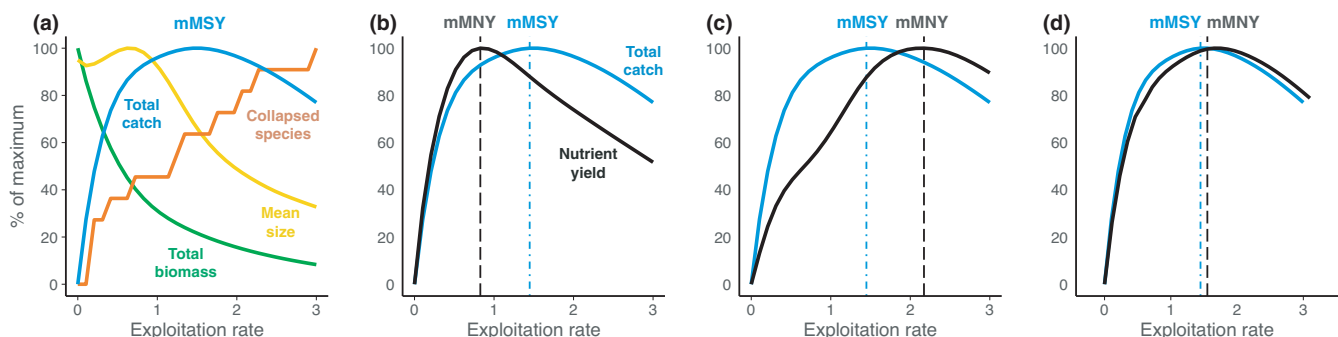 (a)
mMSY
% of maximum
100
80
60
40
20
0
Total
catch
Collapsed
species
Mean
size
Total
biomass
0 1 2 3
Exploitation rate
(b)
mMNY mMSY
100
80
60
40
20
0
Total
catch
Nutrient
yield
0 1 2 3
Exploitation rate
(c)
mMSY mMNY
100
80
60
40
20
0
0 1 2 3
Exploitation rate
(d)
mMSY mMNY
100
80
60
40
20
0
0 1 2 3
Exploitation rate